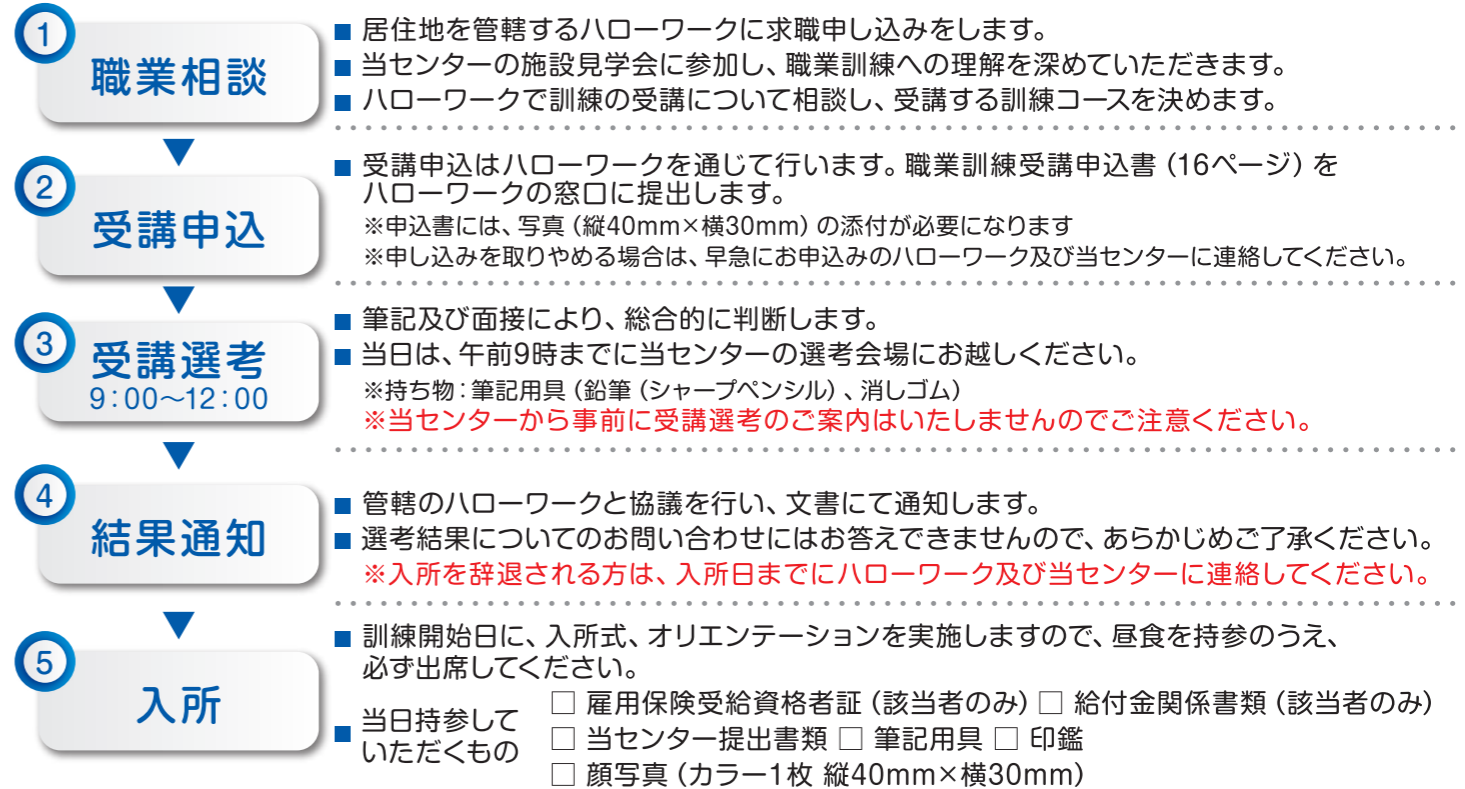 1
職業相談
■ 居住地を管轄するハローワークに求職申し込みをします。
■ 当センターの施設見学会に参加し、職業訓練への理解を深めていただきます。
■ ハローワークで訓練の受講について相談し、受講する訓練コースを決めます。
2
受講申込
■ 受講申込はハローワークを通じて行います。職業訓練受講申込書（16ページ）を
ハローワークの窓口に提出します。
※申込書には、写真（縦40mm×横30mm）の添付が必要になります
※申し込みを取りやめる場合は、早急にお申込みのハローワーク及び当センターに連絡してください。
3
受講選考
9：00～12：00
■ 筆記及び面接により、総合的に判断します。
■ 当日は、午前9時までに当センターの選考会場にお越しください。
※持ち物：筆記用具（鉛筆（シャープペンシル）、消しゴム）
※当センターから事前に受講選考のご案内はいたしませんのでご注意ください。
4
結果通知
■ 管轄のハローワークと協議を行い、文書にて通知します。
■ 選考結果についてのお問い合わせにはお答えできませんので、あらかじめご了承ください。
※入所を辞退される方は、入所日までにハローワーク及び当センターに連絡してください。
5
入所
■ 訓練開始日に、入所式、オリエンテーションを実施しますので、昼食を持参のうえ、
必ず出席してください。
■ 当日持参して
いただくもの
□ 雇用保険受給資格者証（該当者のみ） □ 給付金関係書類（該当者のみ）
□ 当センター提出書類 □ 筆記用具 □ 印鑑
□ 顔写真（カラー1枚 縦40mm×横30mm）